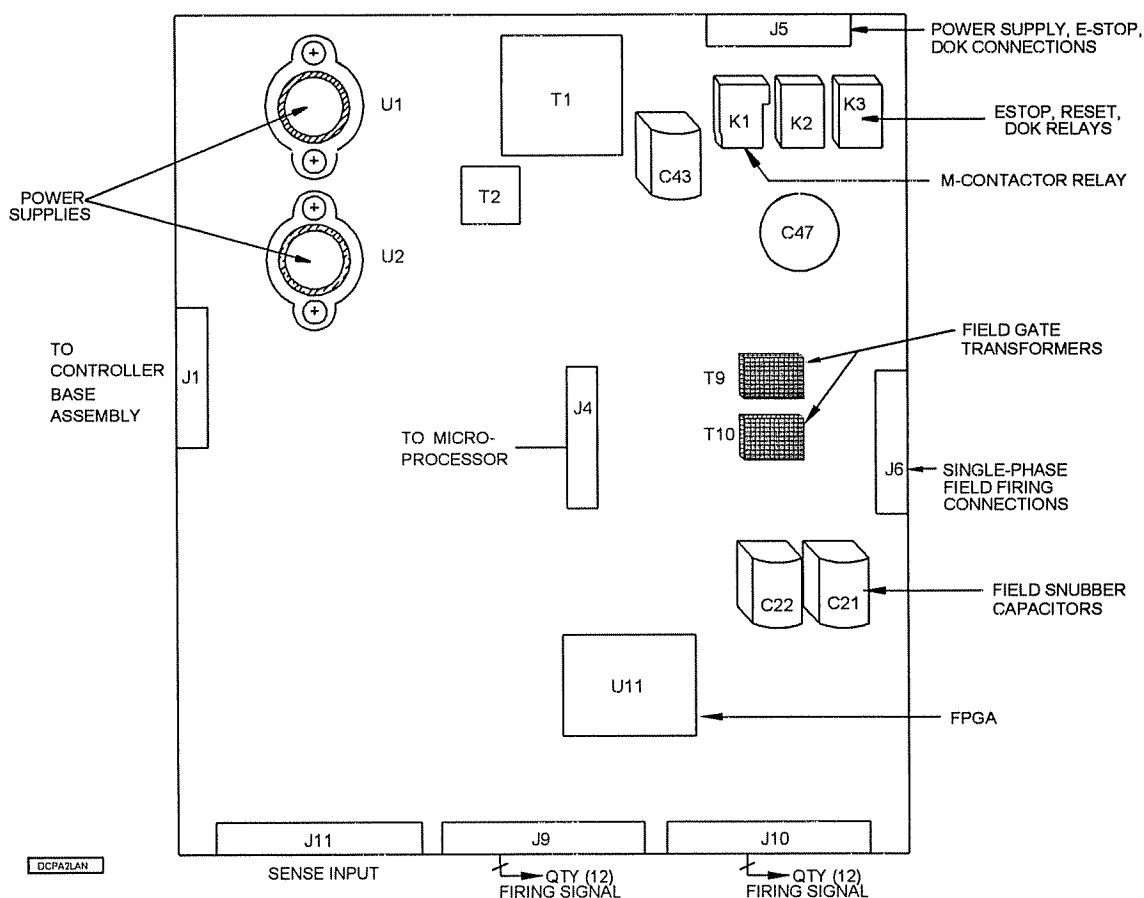 J5
POWER SUPPLY, E-STOP,
DOK CONNECTIONS
U1
T1
K1
K2
K3
ESTOP, RESET,
DOK RELAYS
C43
M-CONTACTOR RELAY
POWER
SUPPLIES
T2
C47
U2
TO
CONTROLLER
BASE
ASSEMBLY
J1
J4
TO MICRO-
PROCESSOR
FIELD GATE
TRANSFORMERS
T9
T10
J6
SINGLE-PHASE
FIELD FIRING
CONNECTIONS
C22
C21
FIELD SNUBBER
CAPACITORS
U11
FPGA
J11
J9
J10
DCPA2LAN
SENSE INPUT
QTY (12)
FIRING SIGNAL
QTY (12)
FIRING SIGNAL